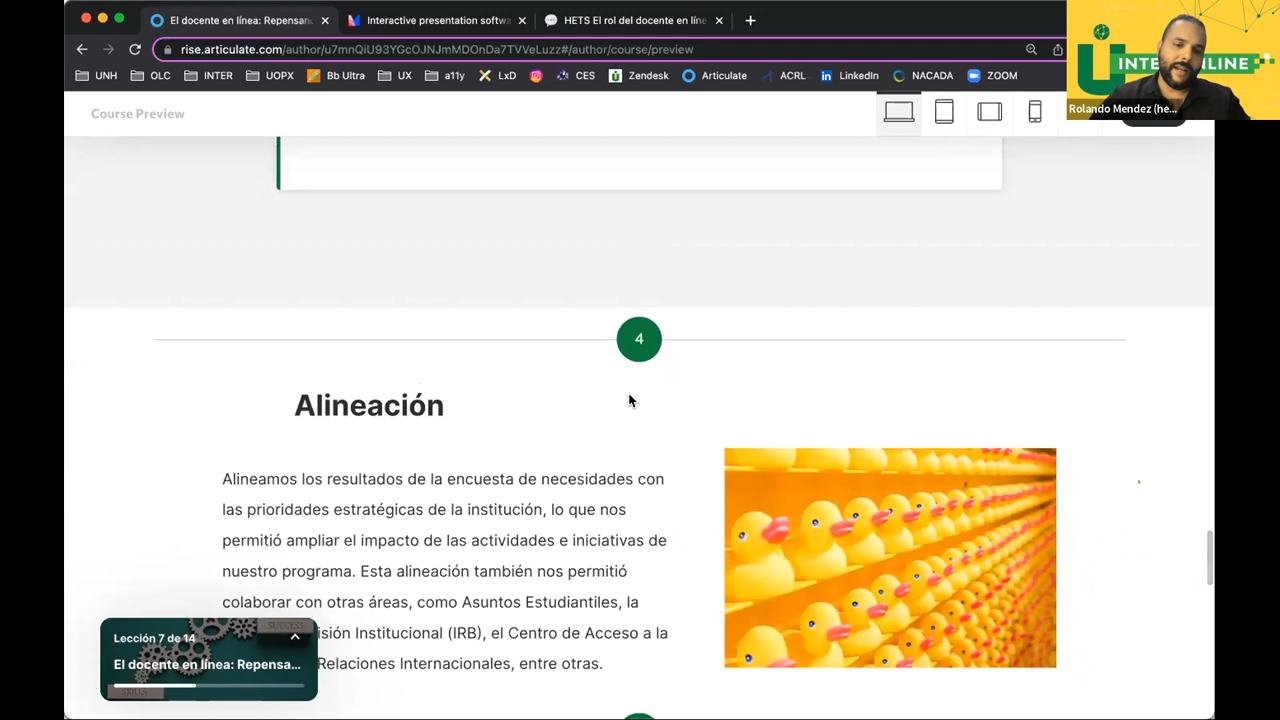 El docente en línea: Repensan
Interactive presentation softwa
HETS El rol del docente en líne
rise.articulate.com/author/u7mnQiU93YGcOJNJmMDOnDa7TVVeLuzz#/author/course/preview
UNH
OLC
INTER
UOPX
Bb Ultra
UX
a11y
LxD
CES
Zendesk
Articulate
ACRL
LinkedIn
NACADA
ZOOM
Rolando Mendez (he...
Course Preview
4
Alineación
Alineamos los resultados de la encuesta de necesidades con
las prioridades estratégicas de la institución, lo que nos
permitió ampliar el impacto de las actividades e iniciativas de
nuestro programa. Esta alineación también nos permitió
colaborar con otras áreas, como Asuntos Estudiantiles, la
isión Institucional (IRB), el Centro de Acceso a la
Relaciones Internacionales, entre otras.
SUCCESS
Lección 7 de 14
El docente en línea: Repensa...
SKILLS